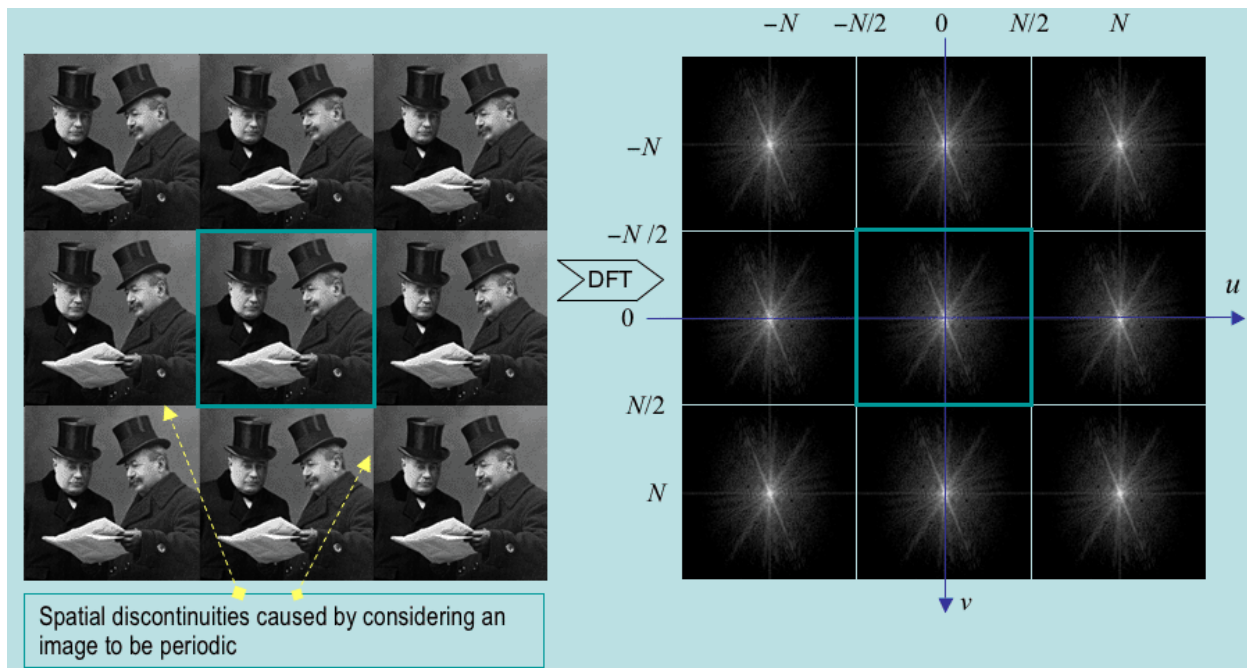 −N −N/2 0 N/2 N
−N
−N/2
DFT
u
0
N/2
N
v
Spatial discontinuities caused by considering an
image to be periodic